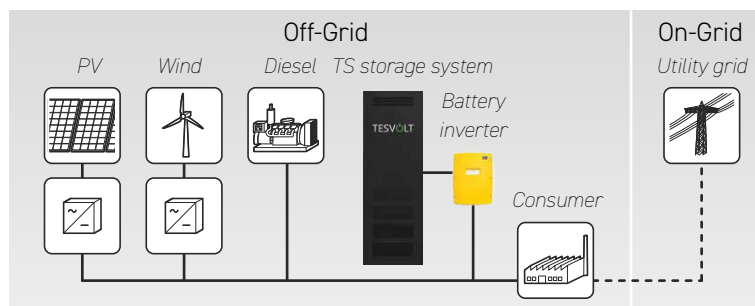 Off-Grid
On-Grid
PV
Wind
Diesel
TS storage system
Utility grid
Battery
inverter
TESVOLT
Consumer